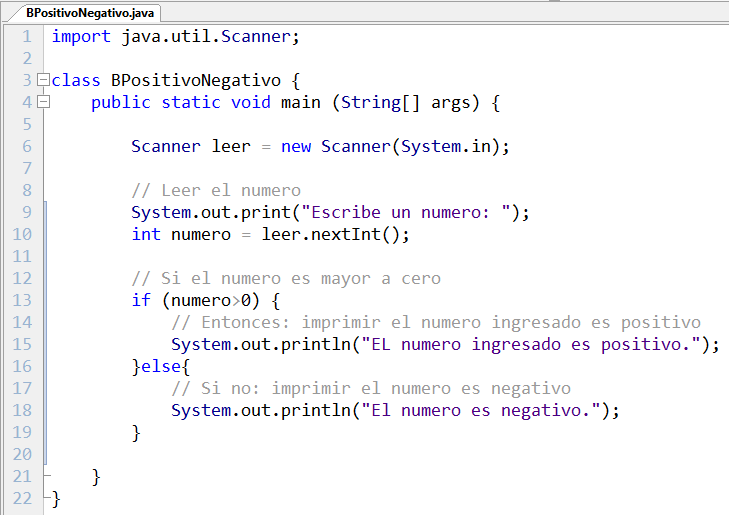 BPositivoNegativo.java
1 import java.util.Scanner;
2
3 class BPositivoNegativo {
4     public static void main (String[] args) {
5
6         Scanner leer = new Scanner(System.in);
7
8         // Leer el numero
9         System.out.print("Escribe un numero: ");
10         int numero = leer.nextInt();
11
12         // Si el numero es mayor a cero
13         if (numero>0) {
14             // Entonces: imprimir el numero ingresado es positivo
15             System.out.println("EL numero ingresado es positivo.");
16         }else{
17             // Si no: imprimir el numero es negativo
18             System.out.println("El numero es negativo.");
19         }
20
21     }
22 }